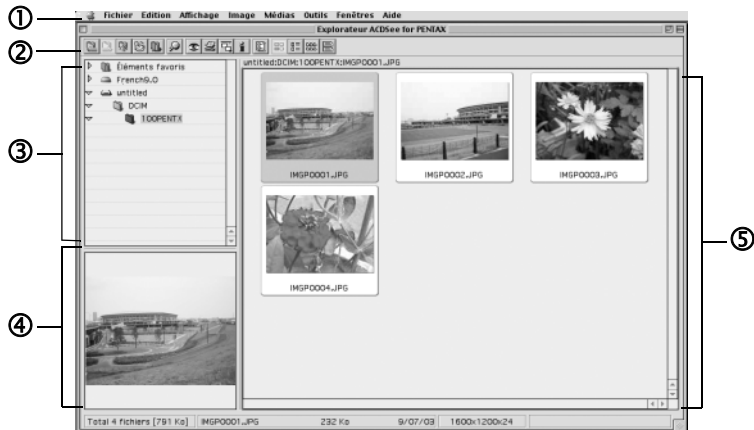 ①
Fichier Edition Affichage Image Médias Outils Fenêtres Aide
Explorateur ACDSee for PENTAX
②
untitled:DCIM:100PENTX:IMGP0001.JPG
③
Éléments favoris
French9.0
untitled
DCIM
100PENTX
IMGP0001.JPG
IMGP0002.JPG
IMGP0003.JPG
IMGP0004.JPG
④
⑤
Total 4 fichiers [791 Ko] IMGP0001.JPG 232 Ko 9/07/03 1600x1200x24